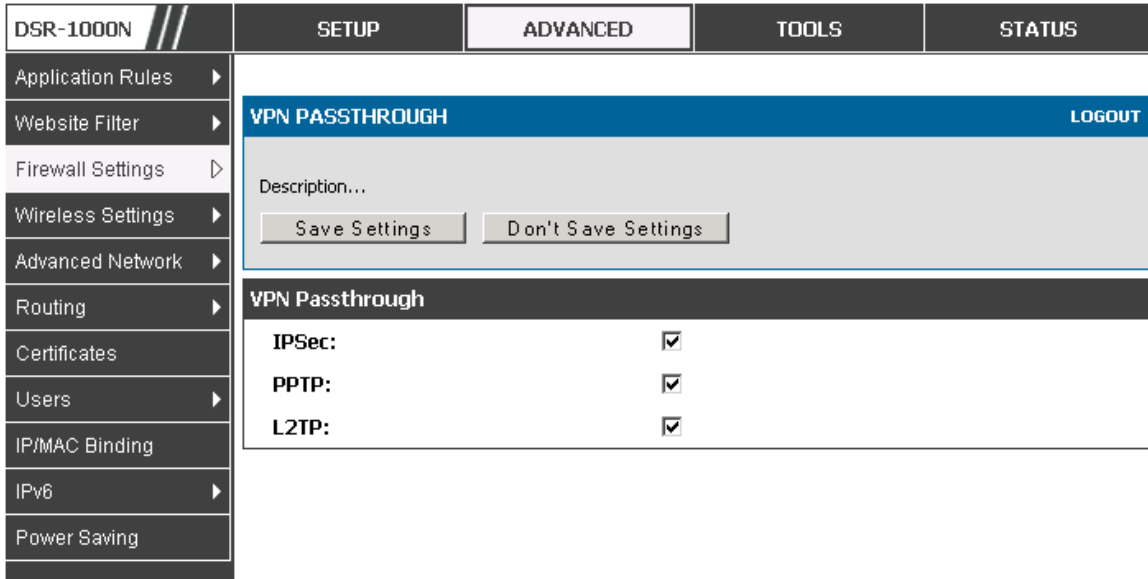 DSR-1000N
SETUP
ADVANCED
TOOLS
STATUS
Application Rules
Website Filter
Firewall Settings
Wireless Settings
Advanced Network
Routing
Certificates
Users
IP/MAC Binding
IPv6
Power Saving
VPN PASSTHROUGH
LOGOUT
Description...
Save Settings
Don't Save Settings
VPN Passthrough
IPSec:
PPTP:
L2TP: